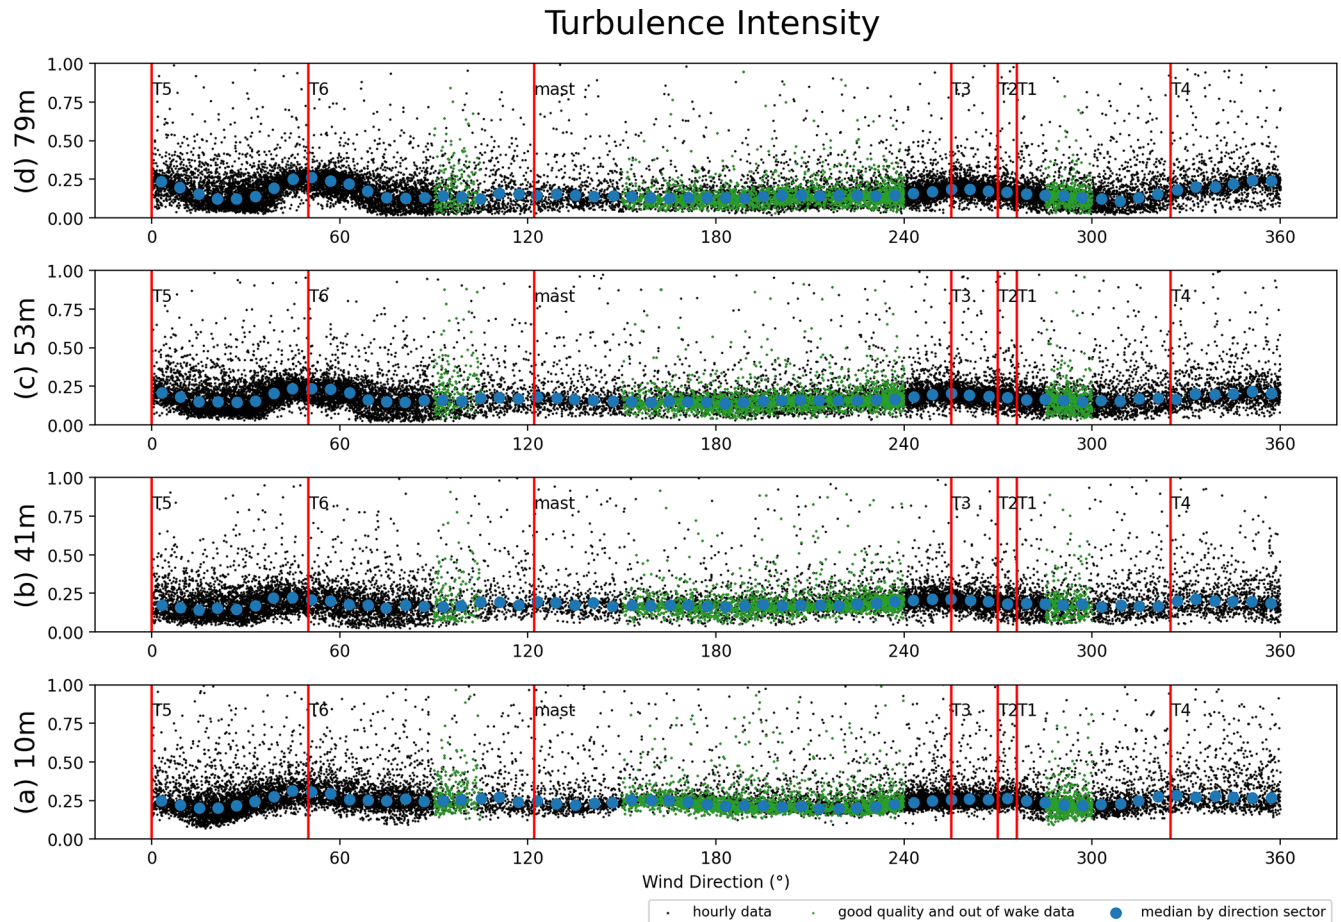 Turbulence Intensity
(d) 79m
1.00
0.75
0.50
0.25
0.00
T5
T6
mast
T3
T2
T1
T4
0
60
120
180
240
300
360
(c) 53m
1.00
0.75
0.50
0.25
0.00
T5
T6
mast
T3
T2
T1
T4
0
60
120
180
240
300
360
(b) 41m
1.00
0.75
0.50
0.25
0.00
T5
T6
mast
T3
T2
T1
T4
0
60
120
180
240
300
360
(a) 10m
1.00
0.75
0.50
0.25
0.00
T5
T6
mast
T3
T2
T1
T4
0
60
120
180
240
300
360
Wind Direction (°)
hourly data
good quality and out of wake data
median by direction sector